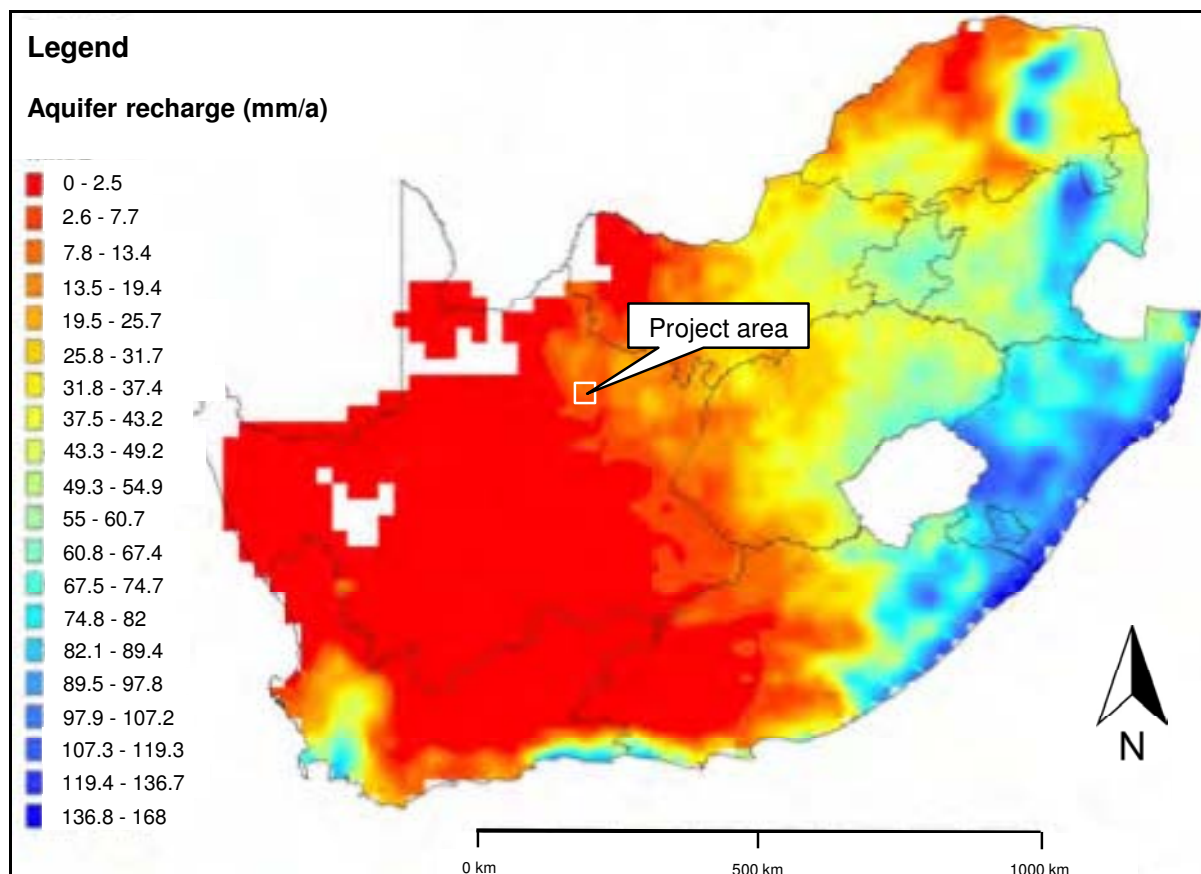 Legend
Aquifer recharge (mm/a)
0 - 2.5
2.6 - 7.7
7.8 - 13.4
13.5 - 19.4
19.5 - 25.7
25.8 - 31.7
31.8 - 37.4
37.5 - 43.2
43.3 - 49.2
49.3 - 54.9
55 - 60.7
60.8 - 67.4
67.5 - 74.7
74.8 - 82
82.1 - 89.4
89.5 - 97.8
97.9 - 107.2
107.3 - 119.3
119.4 - 136.7
136.8 - 168
Project area
N
0 km
500 km
1000 km